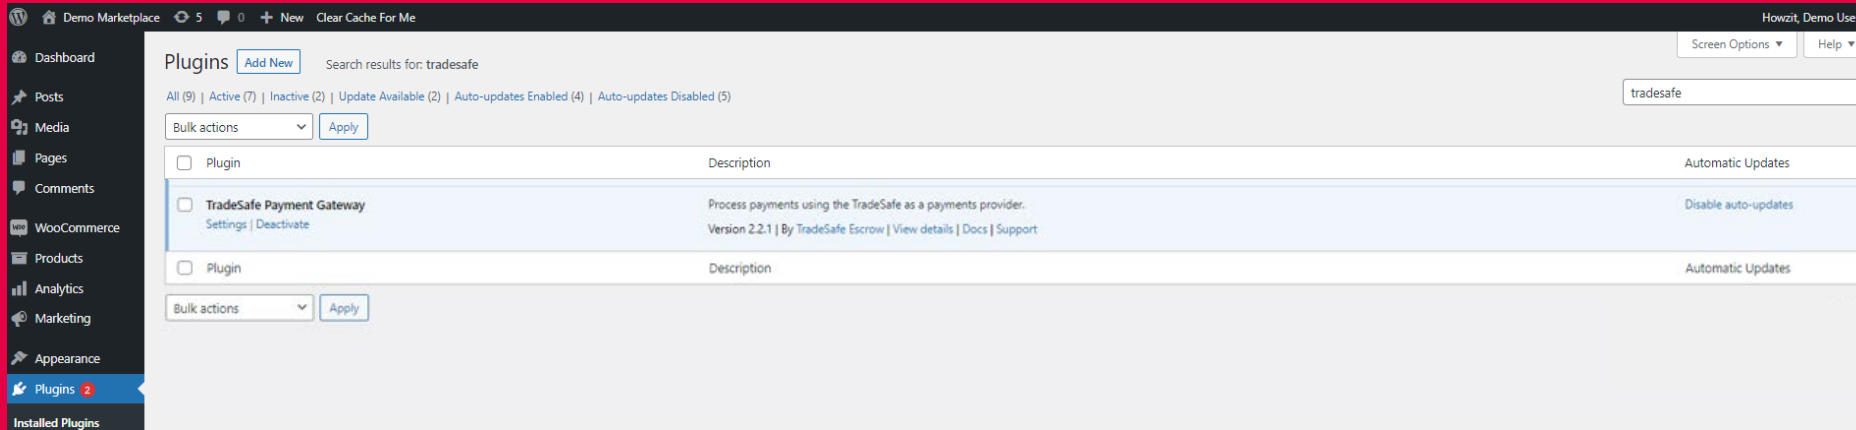 Demo Marketplace 5 0 New Clear Cache For Me Howzit, Demo Use
Dashboard
Posts
Media
Pages
Comments
WooCommerce
Products
Analytics
Marketing
Appearance
Plugins 2
Installed Plugins
Screen Options ▼ Help ▼
Plugins Add New Search results for: tradesafe
All (9) | Active (7) | Inactive (2) | Update Available (2) | Auto-updates Enabled (4) | Auto-updates Disabled (5)
tradesafe
Bulk actions Apply
Plugin Description Automatic Updates
TradeSafe Payment Gateway Process payments using the TradeSafe as a payments provider. Disable auto-updates
Settings | Deactivate Version 2.2.1 | By TradeSafe Escrow | View details | Docs | Support
Plugin Description Automatic Updates
Bulk actions Apply